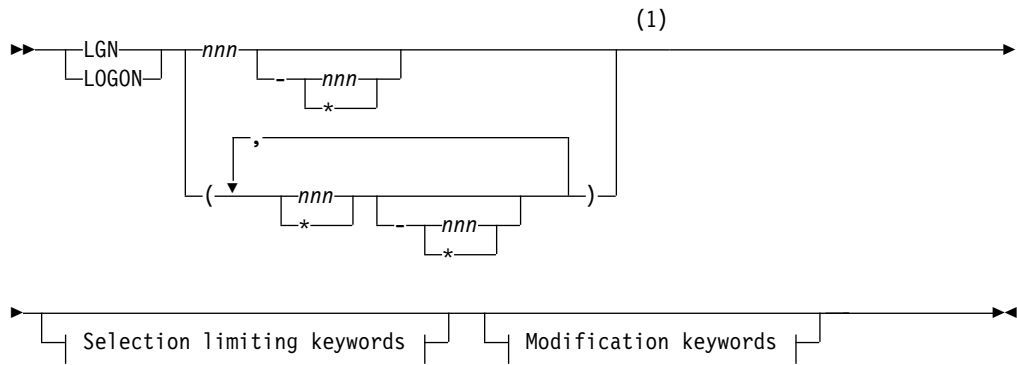 (1)
LGN nnn
LOGON - nnn
*
,
( nnn )
* - nnn
*
Selection limiting keywords Modification keywords